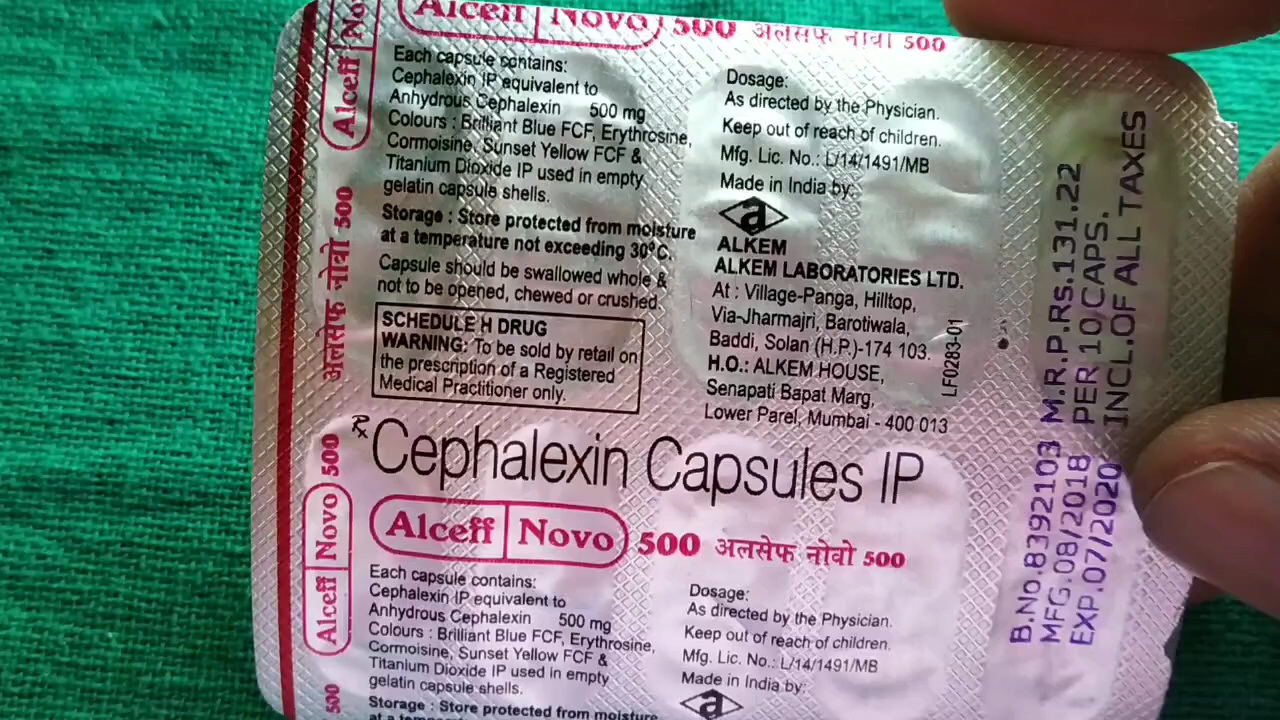 Alceff Novo 500 अलसेफ नोवो 500
Each capsule contains:
Cephalexin IP equivalent to
Anhydrous Cephalexin 500 mg
Colours : Brilliant Blue FCF, Erythrosine,
Cormoisine, Sunset Yellow FCF &
Titanium Dioxide IP used in empty
gelatin capsule shells.
Storage : Store protected from moisture
at a temperature not exceeding 30°C.
Capsule should be swallowed whole &
not to be opened, chewed or crushed.
SCHEDULE H DRUG
WARNING: To be sold by retail on
the prescription of a Registered
Medical Practitioner only.
Dosage:
As directed by the Physician.
Keep out of reach of children.
Mfg. Lic. No.: L/14/1491/MB
Made in India by:
a
ALKEM
ALKEM LABORATORIES LTD.
At : Village-Panga, Hilltop,
Via-Jharmajri, Barotiwala,
Baddi, Solan (H.P.)-174 103.
H.O.: ALKEM HOUSE,
Senapati Bapat Marg,
Lower Parel, Mumbai - 400 013
LF0283-01
Rx Cephalexin Capsules IP
Alceff Novo 500 अलसेफ नोवो 500
Each capsule contains:
Cephalexin IP equivalent to
Anhydrous Cephalexin 500 mg
Colours : Brilliant Blue FCF, Erythrosine,
Cormoisine, Sunset Yellow FCF &
Titanium Dioxide IP used in empty
gelatin capsule shells.
Storage : Store protected from moisture
Dosage:
As directed by the Physician.
Keep out of reach of children.
Mfg. Lic. No.: L/14/1491/MB
Made in India by:
a
Alceff No
अलसेफ नोवो 500
Alceff Novo 500
500
B.No.8392103 M.R.P.Rs.131.22
MFG.08/2018 PER 10 CAPS.
EXP.07/2020 INCL.OF ALL TAXES